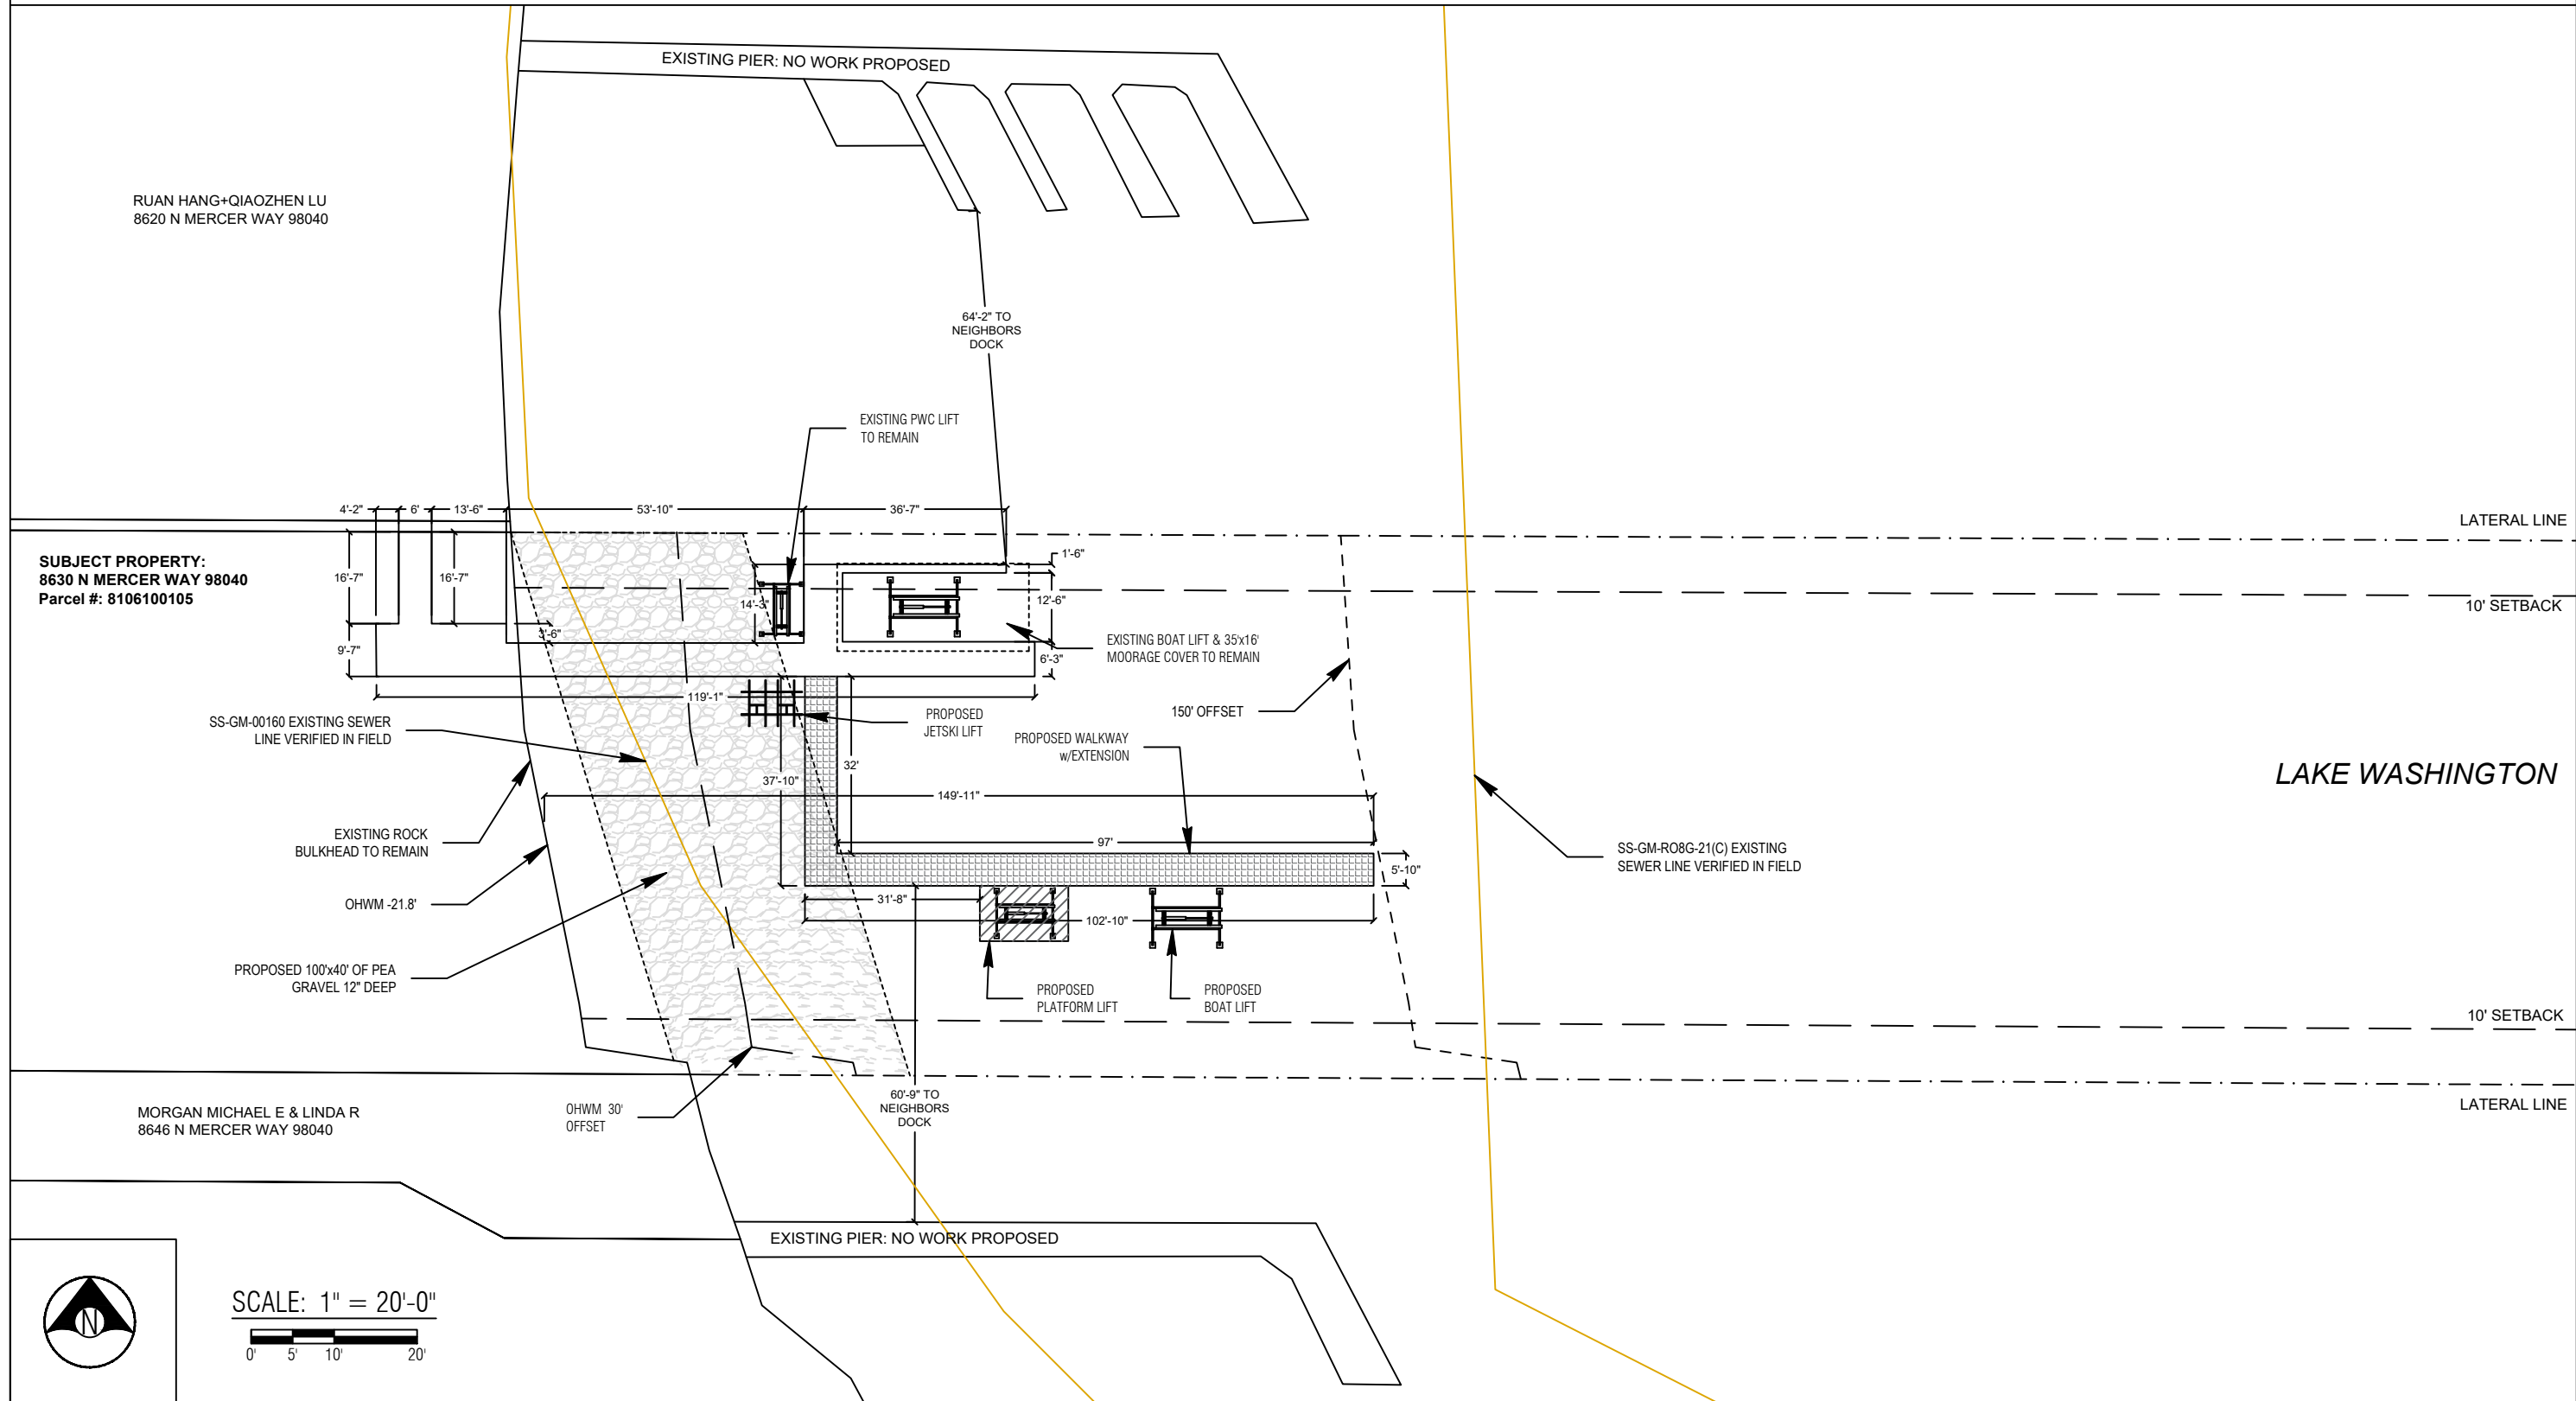 EXISTING PIER: NO WORK PROPOSED
RUAN HANG+QIAOZHEN LU
8620 N MERCER WAY 98040
64'-2" TO
NEIGHBORS
DOCK
EXISTING PWC LIFT
TO REMAIN
4'-2"
6'
13'-6"
53'-10"
36'-7"
LATERAL LINE
SUBJECT PROPERTY:
8630 N MERCER WAY 98040
Parcel #: 8106100105
16'-7"
16'-7"
1'-6"
14'-3"
12'-6"
10' SETBACK
3'-6"
9'-7"
EXISTING BOAT LIFT & 35'x16'
MOORAGE COVER TO REMAIN
6'-3"
119'-1"
SS-GM-00160 EXISTING SEWER
LINE VERIFIED IN FIELD
PROPOSED
JETSKI LIFT
150' OFFSET
PROPOSED WALKWAY
w/EXTENSION
32'
37'-10"
LAKE WASHINGTON
149'-11"
EXISTING ROCK
BULKHEAD TO REMAIN
97'
SS-GM-RO8G-21(C) EXISTING
SEWER LINE VERIFIED IN FIELD
5'-10"
OHWM -21.8'
31'-8"
102'-10"
PROPOSED 100'x40' OF PEA
GRAVEL 12" DEEP
PROPOSED
PLATFORM LIFT
PROPOSED
BOAT LIFT
10' SETBACK
MORGAN MICHAEL E & LINDA R
8646 N MERCER WAY 98040
OHWM 30'
OFFSET
60'-9" TO
NEIGHBORS
DOCK
LATERAL LINE
EXISTING PIER: NO WORK PROPOSED
N
SCALE: 1" = 20'-0"
0' 5' 10' 20'